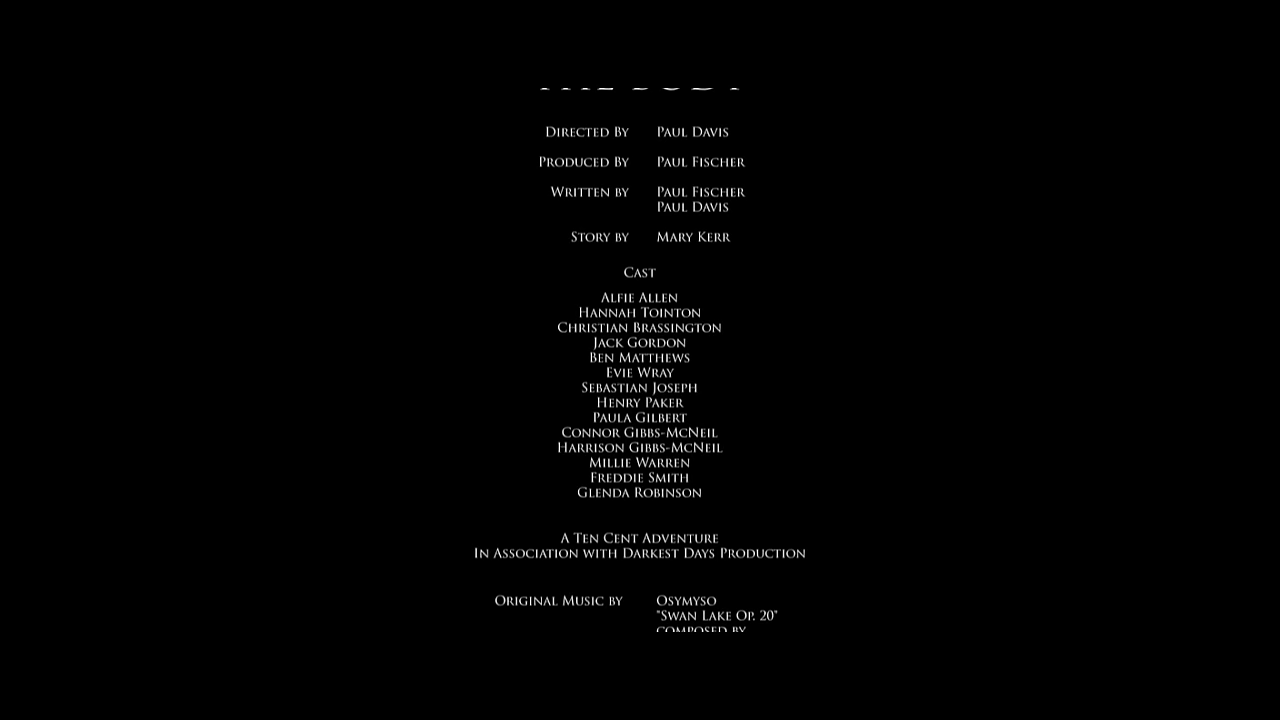 Directed By Paul Davis
Produced By Paul Fischer
Written by Paul Fischer
Paul Davis
Story by Mary Kerr
Cast
Alfie Allen
Hannah Tointon
Christian Brassington
Jack Gordon
Ben Matthews
Evie Wray
Sebastian Joseph
Henry Paker
Paula Gilbert
Connor Gibbs-McNeil
Harrison Gibbs-McNeil
Millie Warren
Freddie Smith
Glenda Robinson
A Ten Cent Adventure
In Association with Darkest Days Production
Original Music by Osymyso
"Swan Lake Op. 20"
composed by